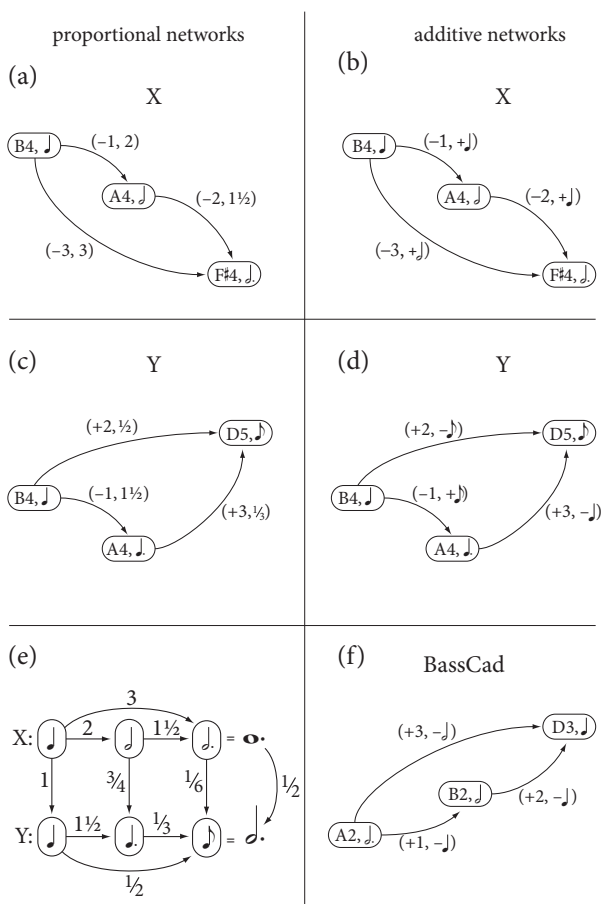 proportional networks
additive networks
(a)
X
B4, ♩
(−1, 2)
A4, 𝅗𝅥
(−2, 1½)
(−3, 3)
F♯4, 𝅗𝅥.
(b)
X
B4, ♩
(−1, +♩)
A4, 𝅗𝅥
(−2, +♩)
(−3, +𝅗𝅥)
F♯4, 𝅗𝅥.
(c)
Y
(+2, ½)
D5, ♪
B4, ♩
(−1, 1½)
(+3, ⅓)
A4, ♩.
(d)
Y
(+2, −♪)
D5, ♪
B4, ♩
(−1, +♪)
(+3, −♩)
A4, ♩.
(e)
3
X: ♩ 2 𝅗𝅥 1½ 𝅗𝅥. = 𝅝.
1 ¾ ⅙ ½
Y: ♩ 1½ ♩. ⅓ ♪ = 𝅗𝅥.
½
(f)
BassCad
(+3, −𝅗𝅥)
D3, ♩
B2, 𝅗𝅥
(+2, −♩)
A2, 𝅗𝅥.
(+1, −♩)